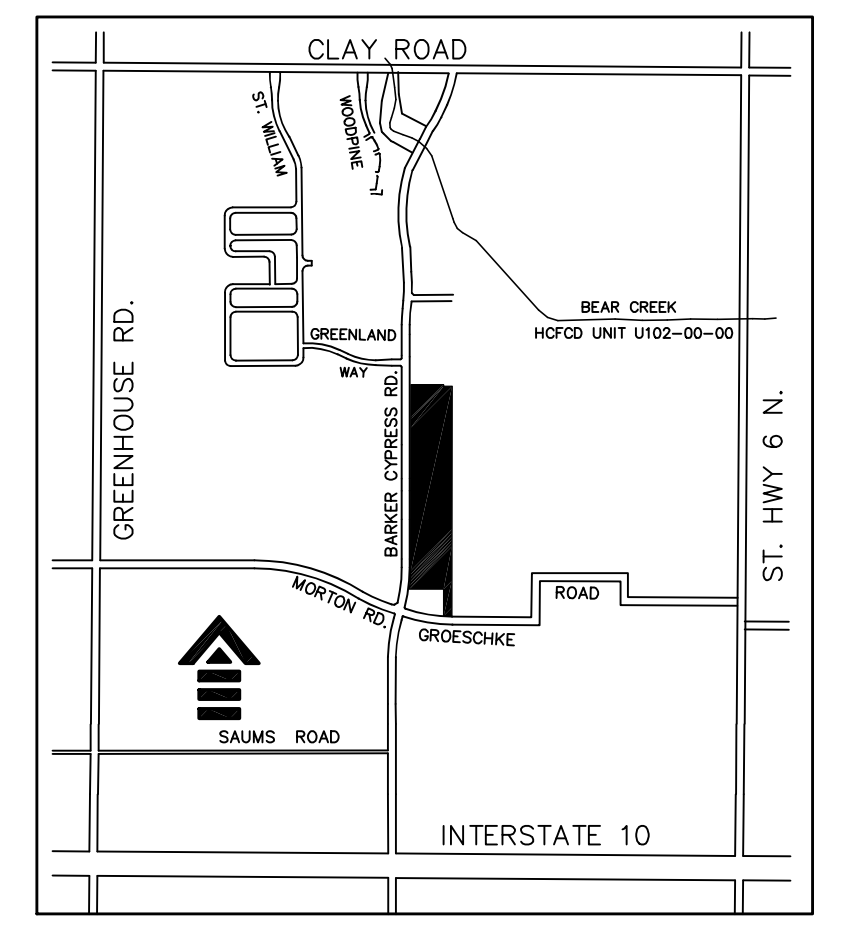 CLAY ROAD
ST. WILLIAM
WOODPINE
BEAR CREEK
HCFCD UNIT U102-00-00
GREENLAND
WAY
GREENHOUSE RD.
BARKER CYPRESS RD.
ST. HWY 6 N.
MORTON RD.
ROAD
GROESCHKE
SAUMS ROAD
INTERSTATE 10